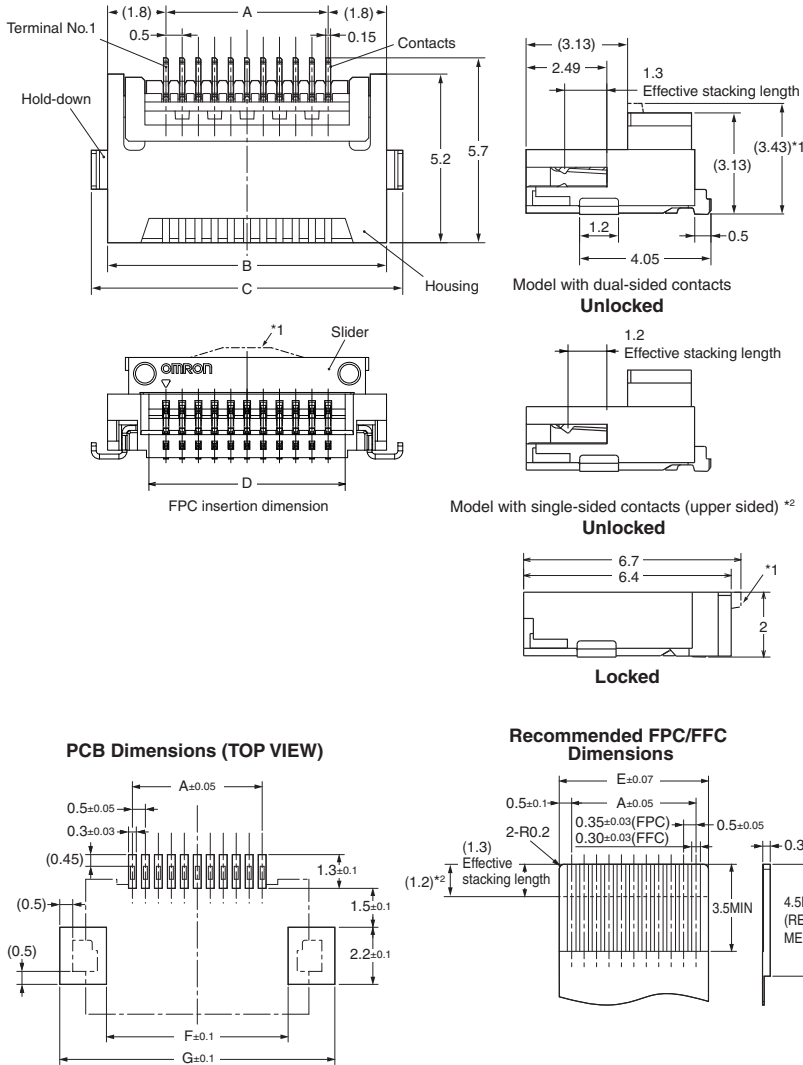 (1.8)
A
(1.8)
Terminal No.1
0.5
0.15
Contacts
Hold-down
5.2
5.7
B
C
Housing
(3.13)
2.49
1.3
Effective stacking length
(3.13)
(3.43)*1
1.2
0.5
4.05
Model with dual-sided contacts
Unlocked
*1
Slider
OMRON
D
FPC insertion dimension
1.2
Effective stacking length
Model with single-sided contacts (upper sided) *2
Unlocked
6.7
6.4
*1
2
Locked
PCB Dimensions (TOP VIEW)
A±0.05
0.5±0.05
0.3±0.03
(0.45)
1.3±0.1
(0.5)
1.5±0.1
(0.5)
2.2±0.1
F±0.1
G±0.1
Recommended FPC/FFC
Dimensions
E±0.07
0.5±0.1
A±0.05
0.35±0.03(FPC)
0.5±0.05
0.30±0.03(FFC)
2-R0.2
(1.3)
Effective
stacking length
(1.2)*2
3.5MIN